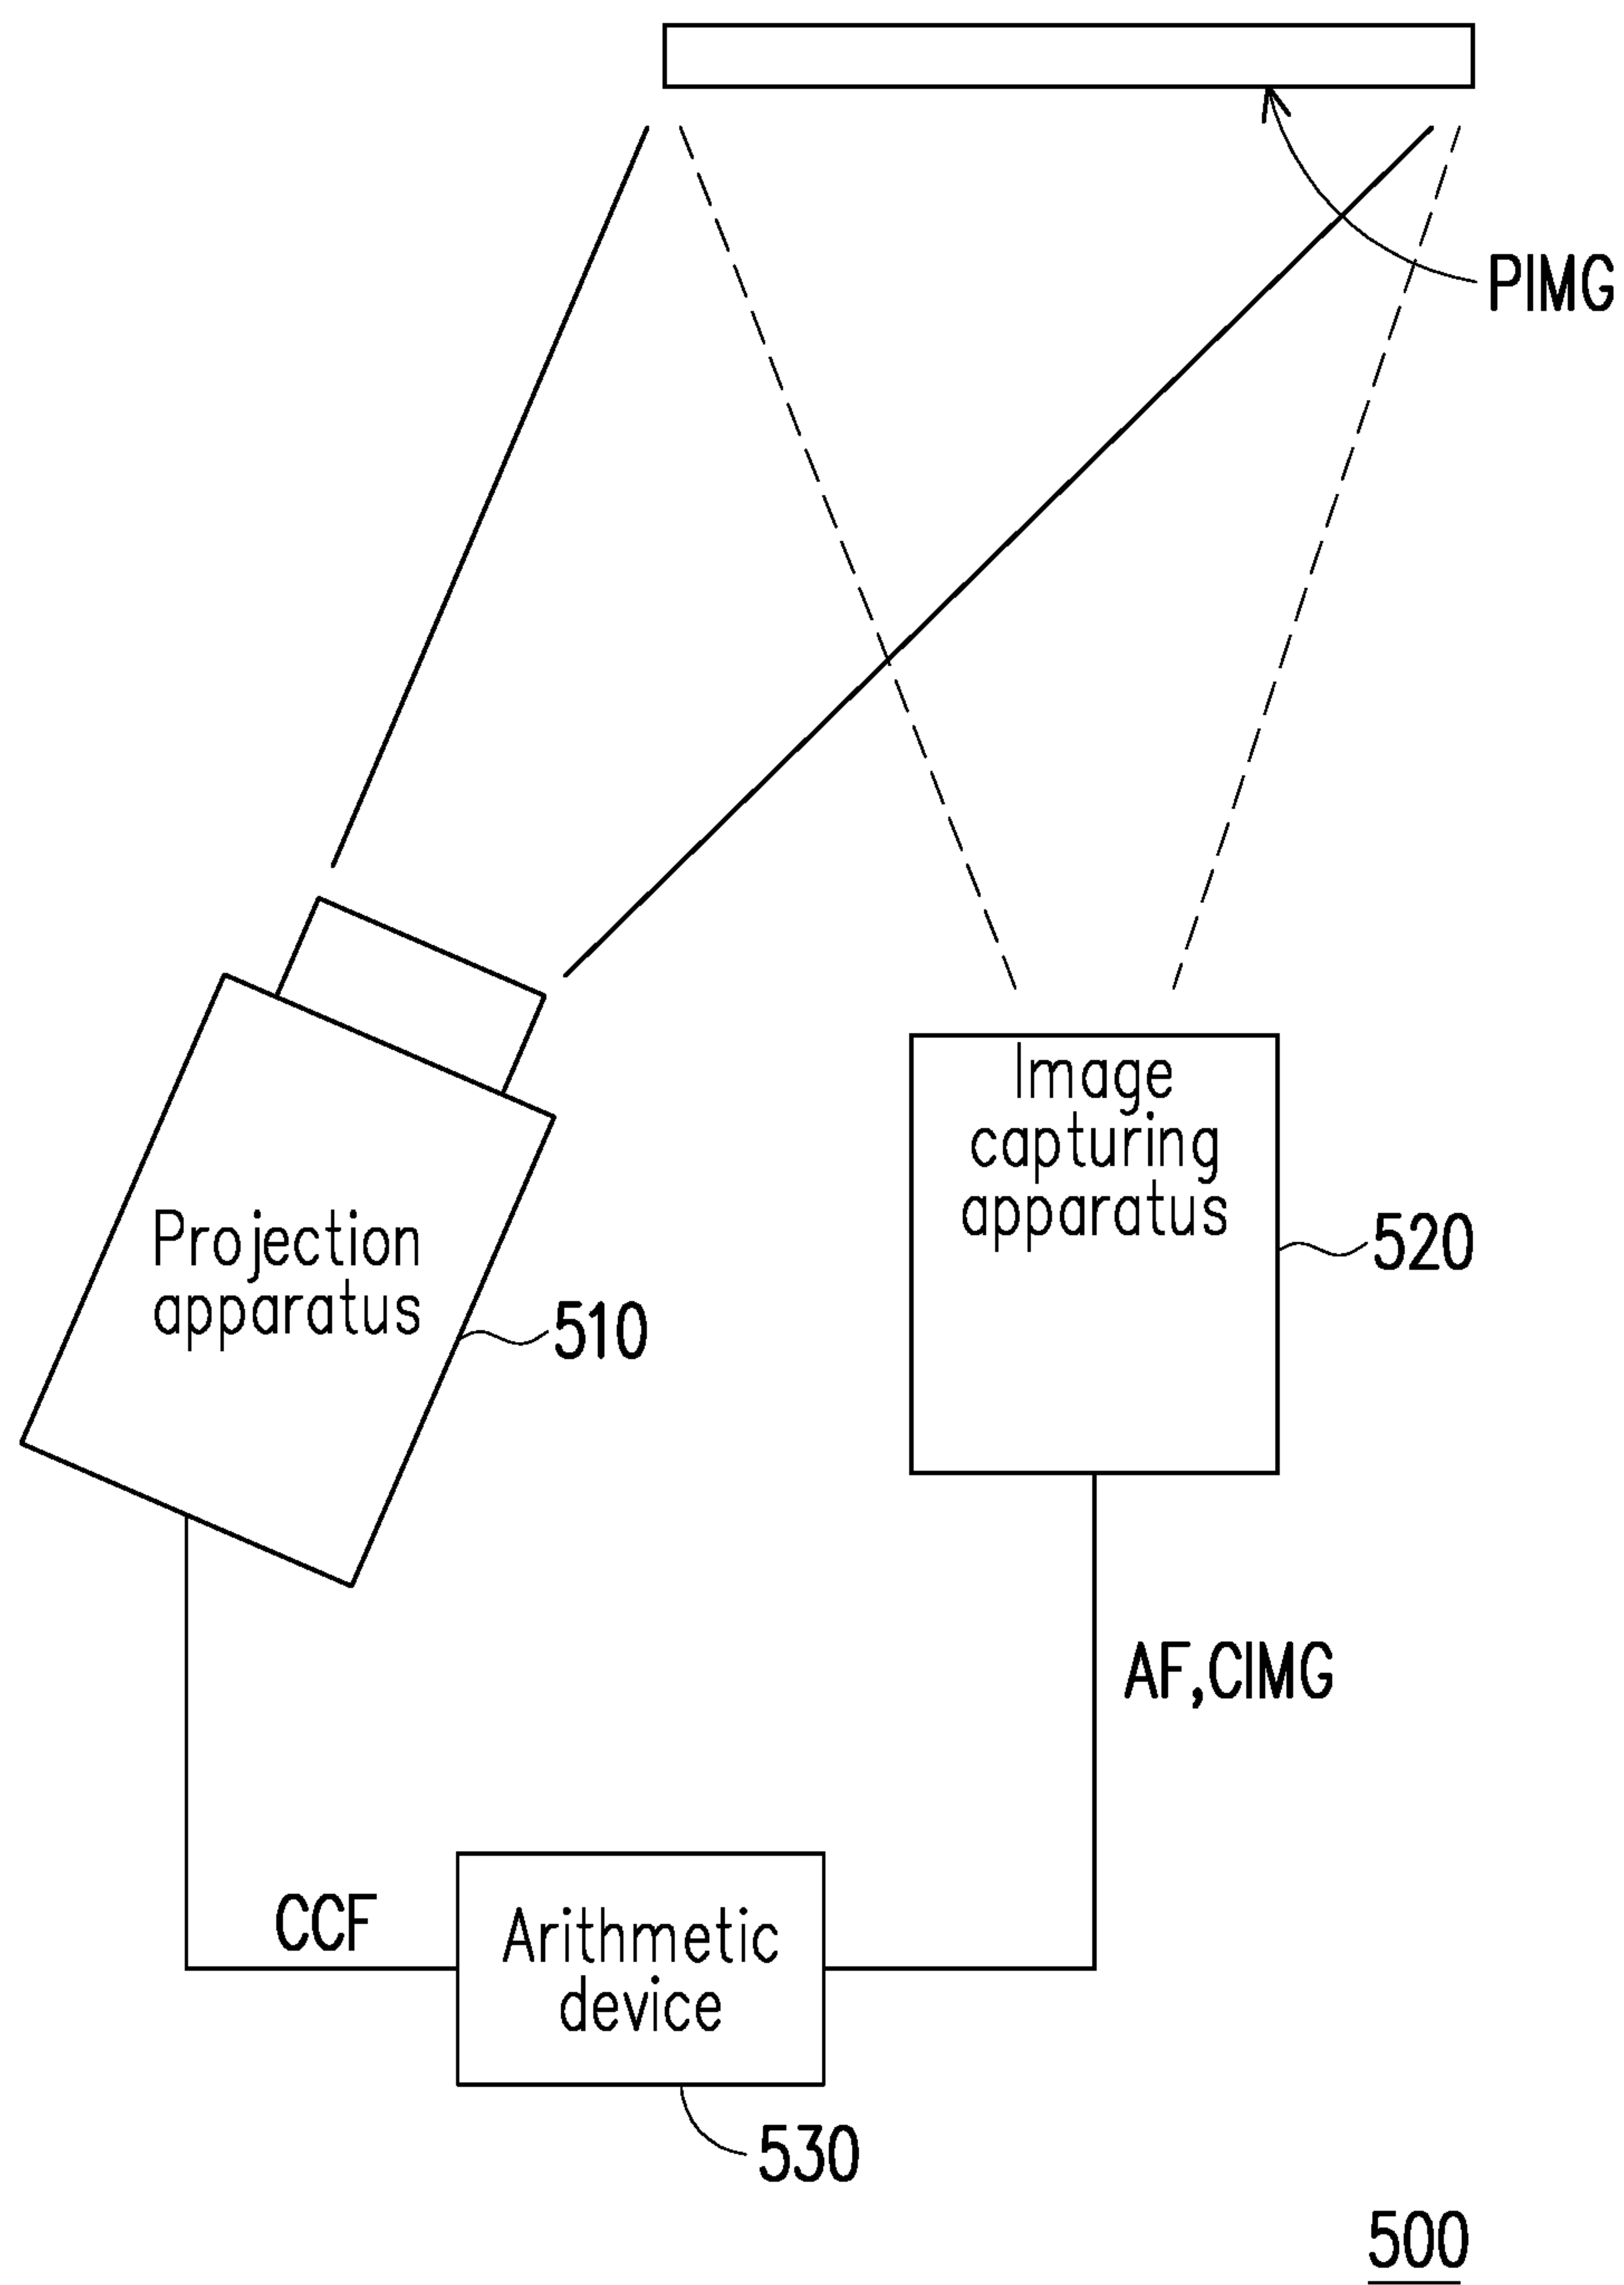 PIMG
Image
capturing
apparatus
520
Projection
apparatus
510
AF,CIMG
CCF
Arithmetic
device
530
500